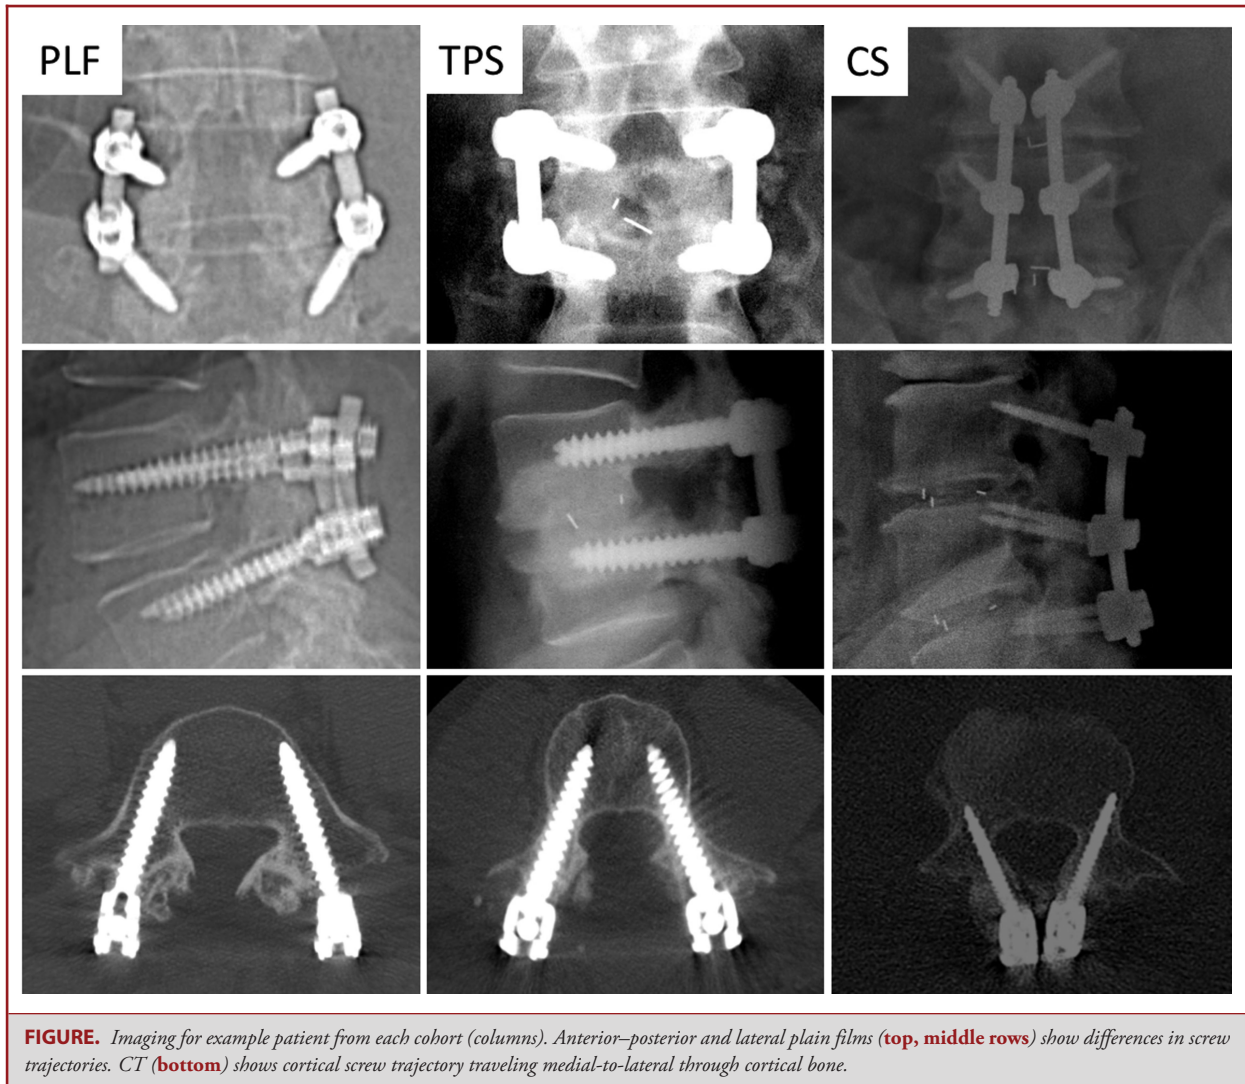 PLF
TPS
CS
FIGURE. Imaging for example patient from each cohort (columns). Anterior–posterior and lateral plain films (top, middle rows) show differences in screw
trajectories. CT (bottom) shows cortical screw trajectory traveling medial-to-lateral through cortical bone.